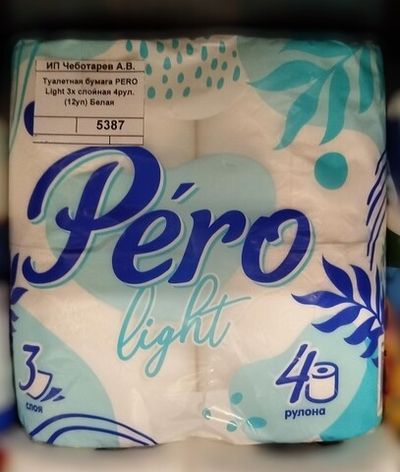 ИП Чеботарев А.В.
Туалетная бумага PERO
Light 3х слойная 4рул.
(12уп) Белая
5387
Péro
light
3
слоя
4
рулона